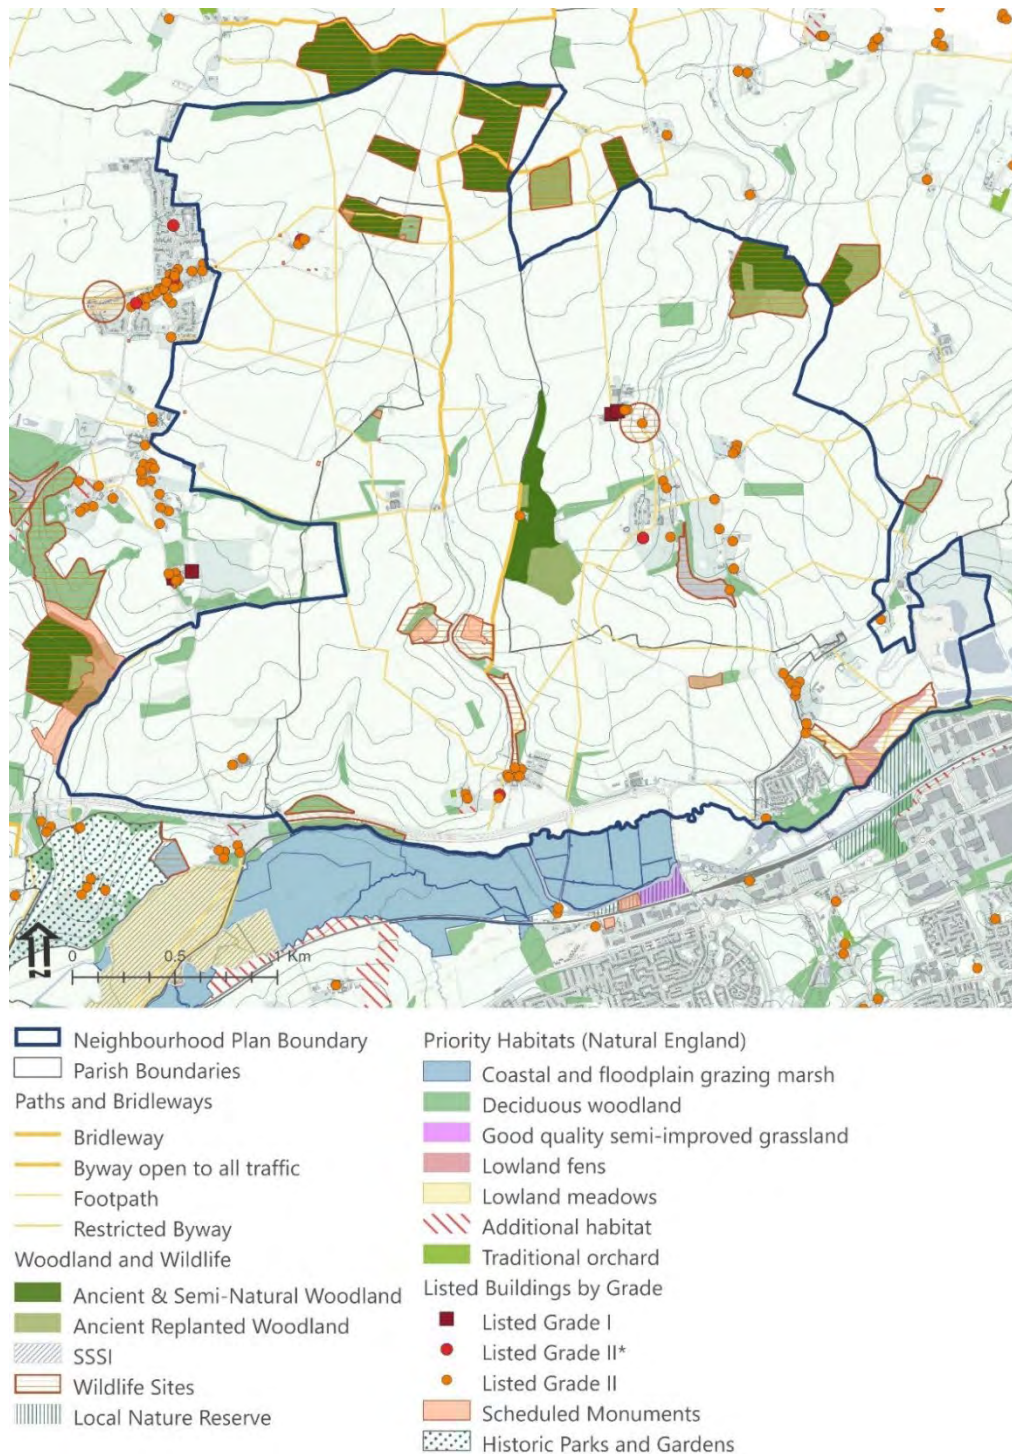 N
0 0.5 1 Km
Neighbourhood Plan Boundary
Parish Boundaries
Paths and Bridleways
Bridleway
Byway open to all traffic
Footpath
Restricted Byway
Woodland and Wildlife
Ancient & Semi-Natural Woodland
Ancient Replanted Woodland
SSSI
Wildlife Sites
Local Nature Reserve
Priority Habitats (Natural England)
Coastal and floodplain grazing marsh
Deciduous woodland
Good quality semi-improved grassland
Lowland fens
Lowland meadows
Additional habitat
Traditional orchard
Listed Buildings by Grade
Listed Grade I
Listed Grade II*
Listed Grade II
Scheduled Monuments
Historic Parks and Gardens